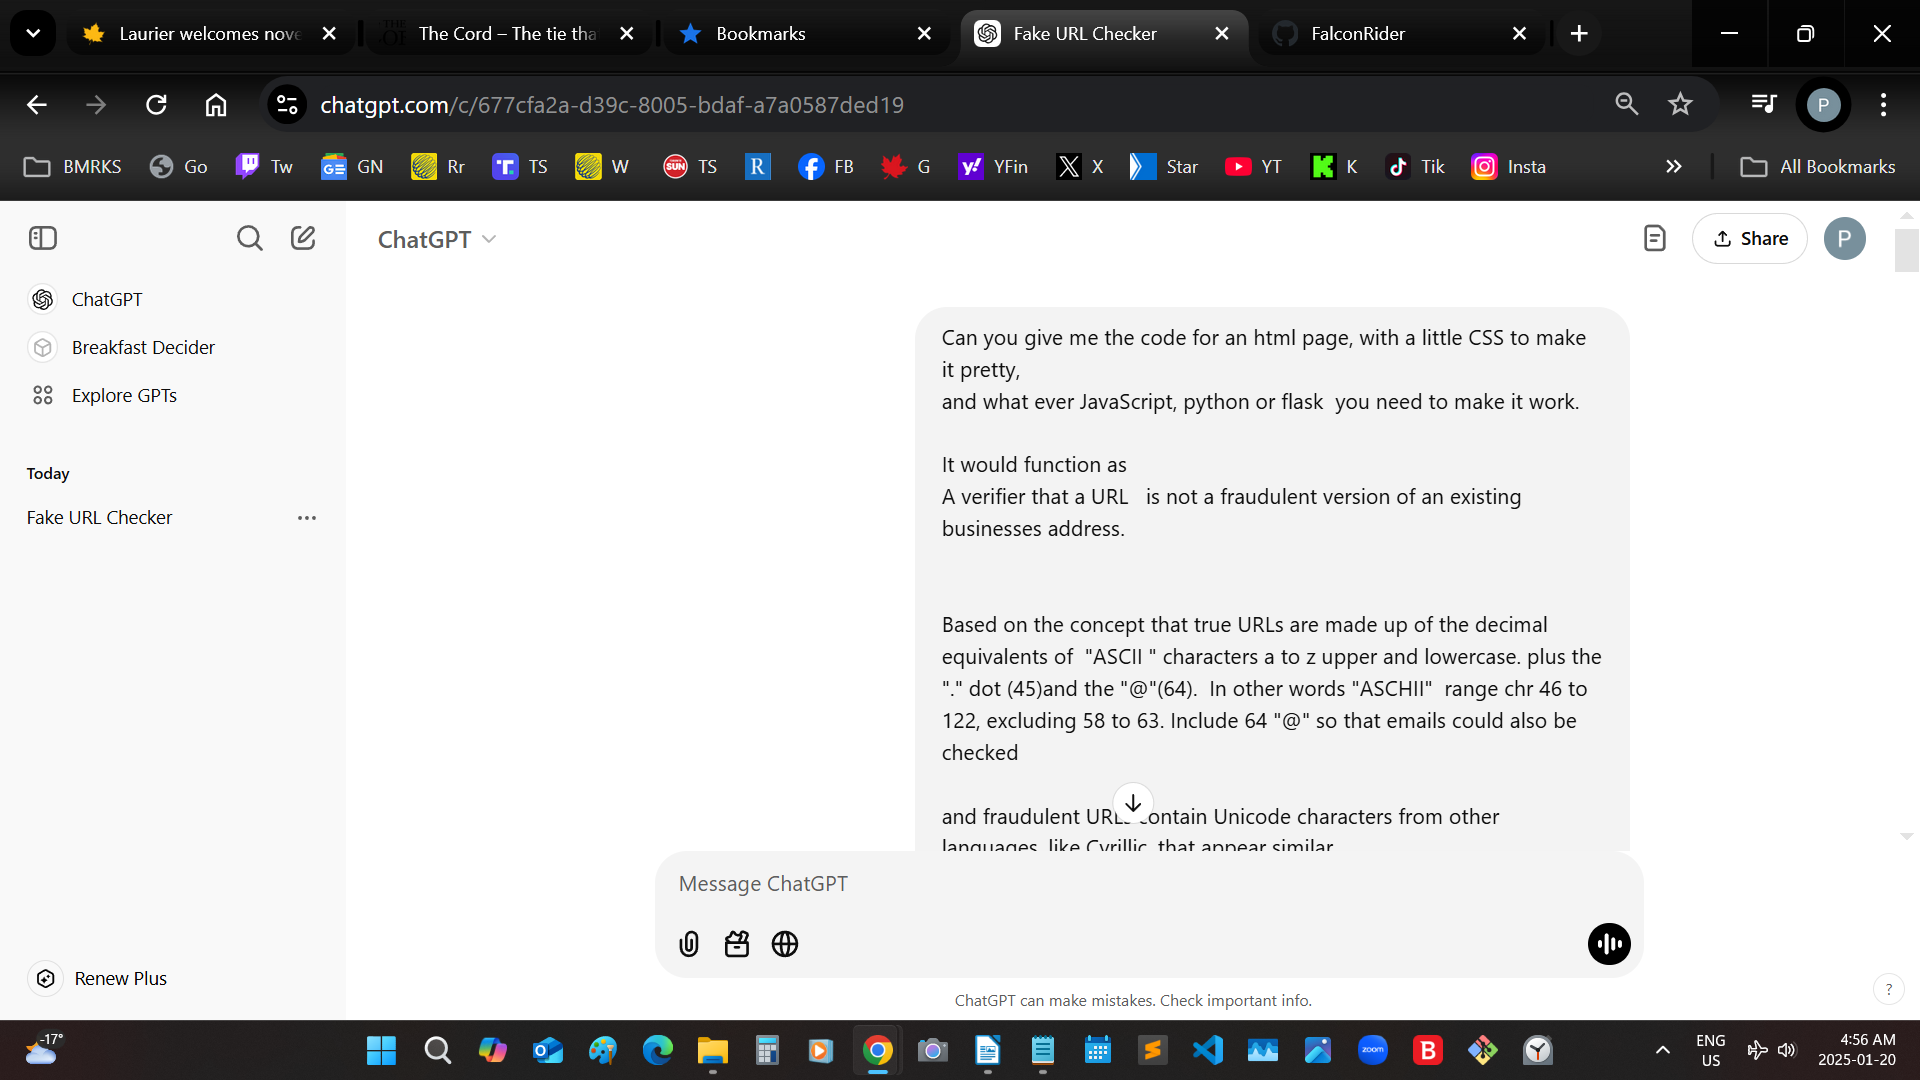 Laurier welcomes nove
The Cord – The tie tha
Bookmarks
Fake URL Checker
FalconRider
chatgpt.com/c/677cfa2a-d39c-8005-bdaf-a7a0587ded19
P
BMRKS
Go
Tw
GN
Rr
TS
W
SUN
TS
R
FB
G
YFin
X
Star
YT
K
Tik
Insta
All Bookmarks
ChatGPT
Share
P
ChatGPT
Breakfast Decider
Explore GPTs
Today
Fake URL Checker
Can you give me the code for an html page, with a little CSS to make
it pretty,
and what ever JavaScript, python or flask  you need to make it work.
It would function as
A verifier that a URL   is not a fraudulent version of an existing
businesses address.
Based on the concept that true URLs are made up of the decimal
equivalents of  "ASCII " characters a to z upper and lowercase. plus the
"." dot (45)and the "@"(64).  In other words "ASCHII"  range chr 46 to
122, excluding 58 to 63. Include 64 "@" so that emails could also be
checked
and fraudulent URLs contain Unicode characters from other
languages, like Cyrillic, that appear similar
Message ChatGPT
Renew Plus
ChatGPT can make mistakes. Check important info.
?
-17°
zoom
B
ENG
US
4:56 AM
2025-01-20